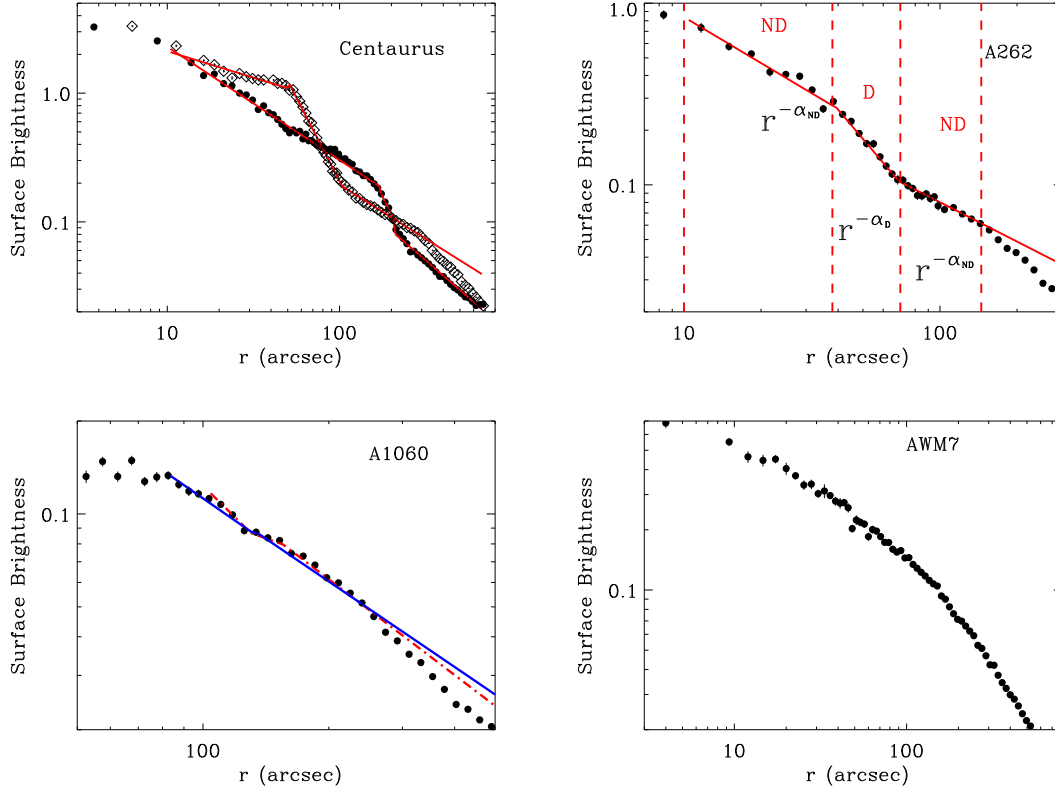 Centaurus
1.0
0.1
10
100
Surface Brightness
r (arcsec)
ND
D
ND
A262
r^-α_ND
r^-α_D
r^-α_ND
1.0
0.1
10
100
Surface Brightness
r (arcsec)
A1060
0.1
100
Surface Brightness
r (arcsec)
AWM7
0.1
10
100
Surface Brightness
r (arcsec)